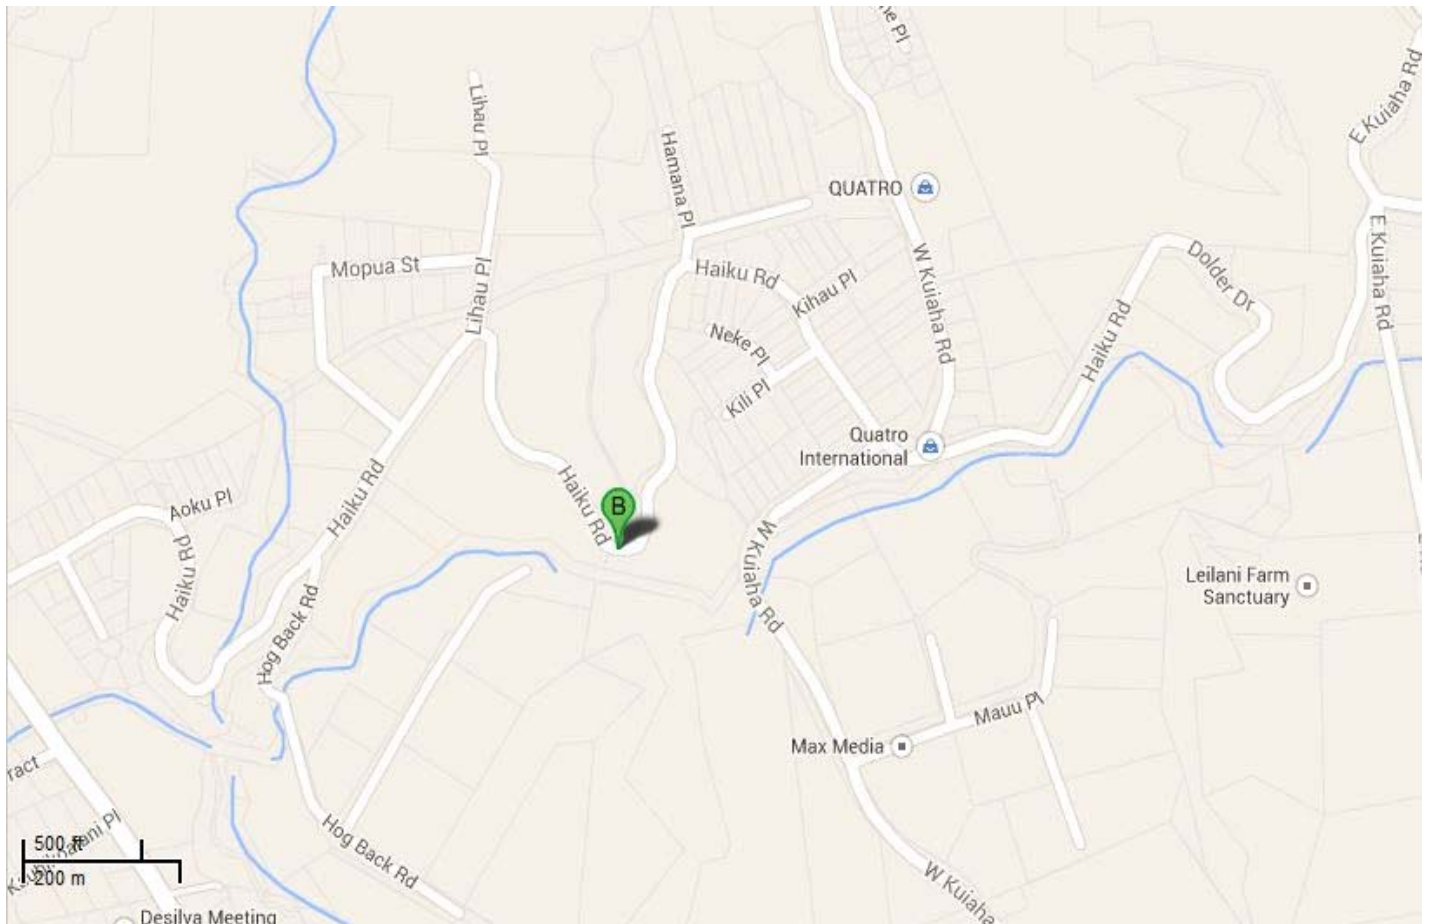 ne Pl
Lihau Pl
Hamana Pl
E.Kuiaha Rd
QUATRO
E.Kuiaha Rd
Mopua St
Haiku Rd
Kihau Pl
W Kuiaha Rd
Dolder Dr
Lihau Pl
Neke Pl
Haiku Rd
Kili Pl
Quatro
International
Aoku Pl
Haiku Rd
Haiku Rd
B
W Kuiaha Rd
Haiku Rd
Leilani Farm
Sanctuary
Hog Back Rd
Mauu Pl
Max Media
ract
500 ft
200 m
Hog Back Rd
W Kuiaha
Desilva Meeting